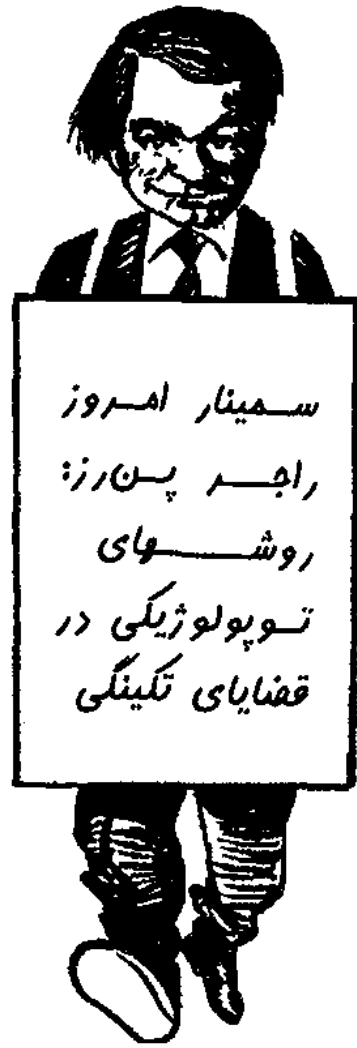 سمینار امروز
راجر پن‌رز:
روشهای
توپولوژیکی در
قضایای تکینگی